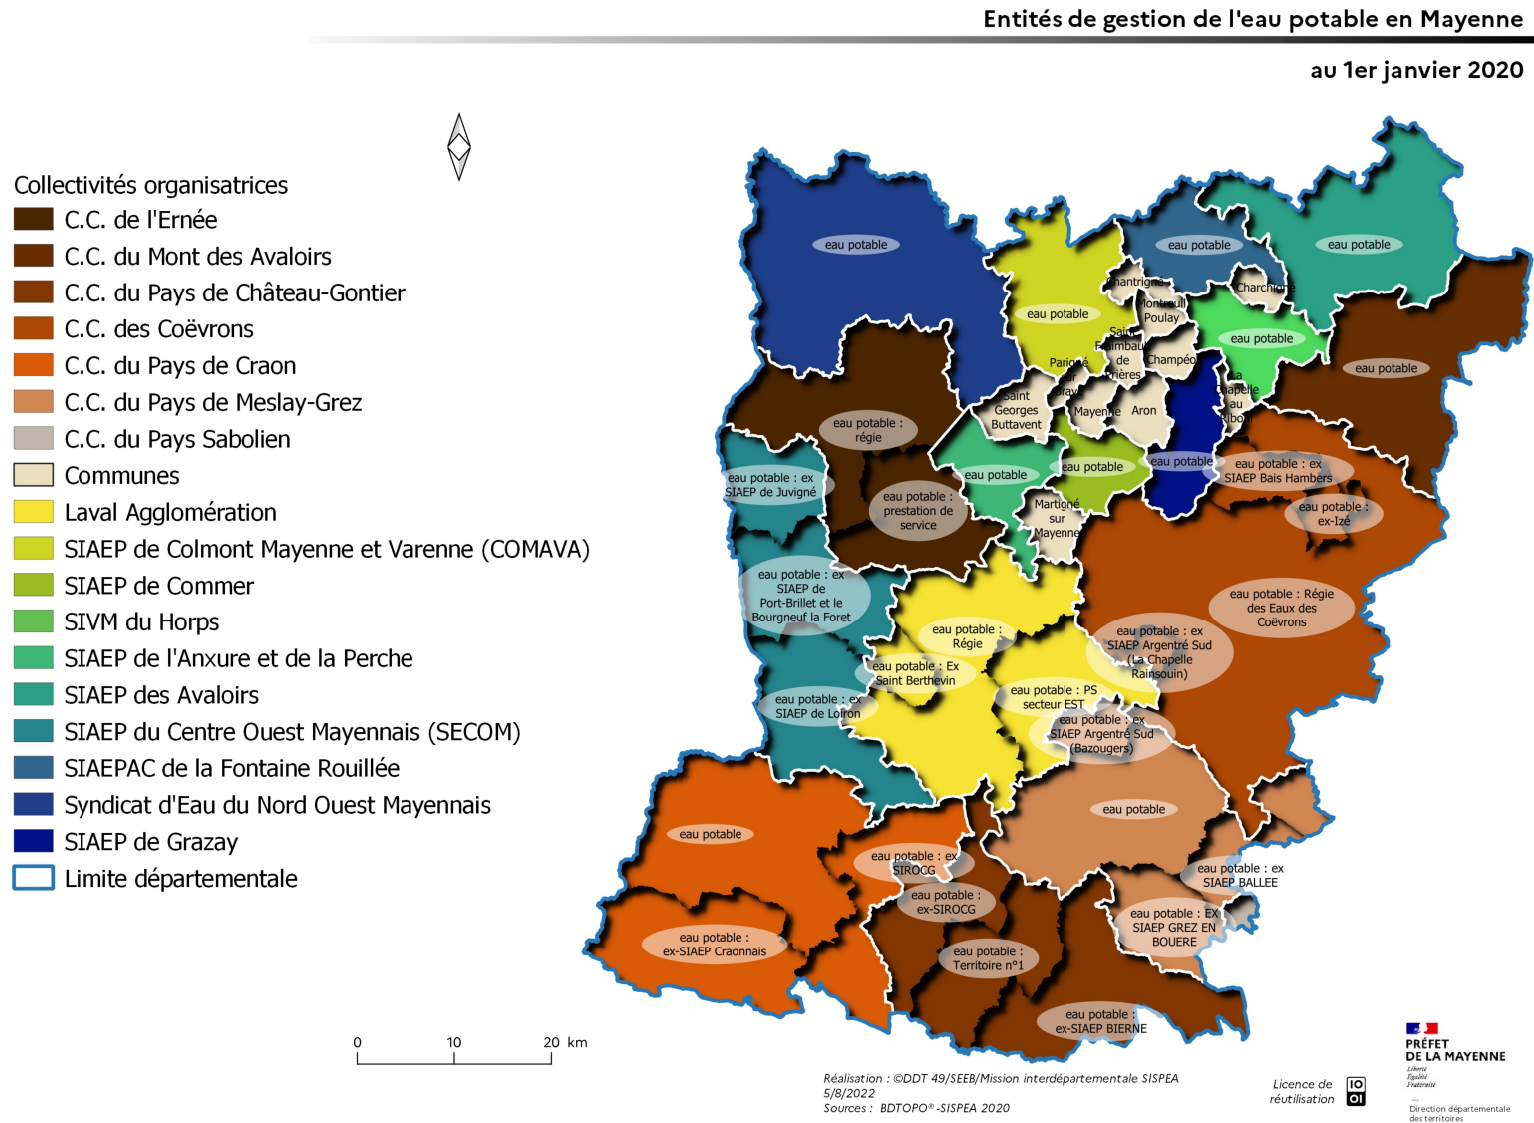 Entités de gestion de l'eau potable en Mayenne
au 1er janvier 2020
Collectivités organisatrices
C.C. de l'Ernée
C.C. du Mont des Avaloirs
C.C. du Pays de Château-Gontier
C.C. des Coëvrons
C.C. du Pays de Craon
C.C. du Pays de Meslay-Grez
C.C. du Pays Sabolien
Communes
Laval Agglomération
SIAEP de Colmont Mayenne et Varenne (COMAVA)
SIAEP de Commer
SIVM du Horps
SIAEP de l'Anxure et de la Perche
SIAEP des Avaloirs
SIAEP du Centre Ouest Mayennais (SECOM)
SIAEPAC de la Fontaine Rouillée
Syndicat d'Eau du Nord Ouest Mayennais
SIAEP de Grazay
Limite départementale
eau potable
eau potable
eau potable
eau potable
Chantrigné
Charchigné
Montreuil
Poulay
eau potable
Saint
Fraimbault
de
Prières
Champéo
Parigné
sur
Braye
eau potable
La
Chapelle
au
Riboul
Saint
Georges
Buttavent
Mayenne
Aron
eau potable :
régie
eau potable
eau potable
eau potable
eau potable : ex
SIAEP Bais Hambers
eau potable : ex
SIAEP de Juvigné
eau potable :
prestation de
service
Martigné
sur
Mayenne
eau potable :
ex-Izé
eau potable : ex
SIAEP de
Port-Brillet et le
Bourgneuf la Foret
eau potable : Régie
des Eaux des
Coëvrons
eau potable :
Régie
eau potable : ex
SIAEP Argentré Sud
(La Chapelle
Rainsouin)
eau potable : Ex
Saint Berthevin
eau potable : PS
secteur EST
eau potable : ex
SIAEP de Loiron
eau potable : ex
SIAEP Argentré Sud
(Bazougers)
eau potable
eau potable
eau potable : ex
SIROCG
eau potable : ex
SIAEP BALLEE
eau potable :
ex-SIROCG
eau potable : EX
SIAEP GREZ EN
BOUERE
eau potable :
ex-SIAEP Craonnais
eau potable :
Territoire n°1
eau potable :
ex-SIAEP BIERNE
0 10 20 km
Réalisation : ©DDT 49/SEEB/Mission interdépartementale SISPEA
5/8/2022
Sources : BDTOPO®-SISPEA 2020
Licence de
réutilisation
PRÉFET
DE LA MAYENNE
Liberté
Égalité
Fraternité
Direction départementale
des territoires